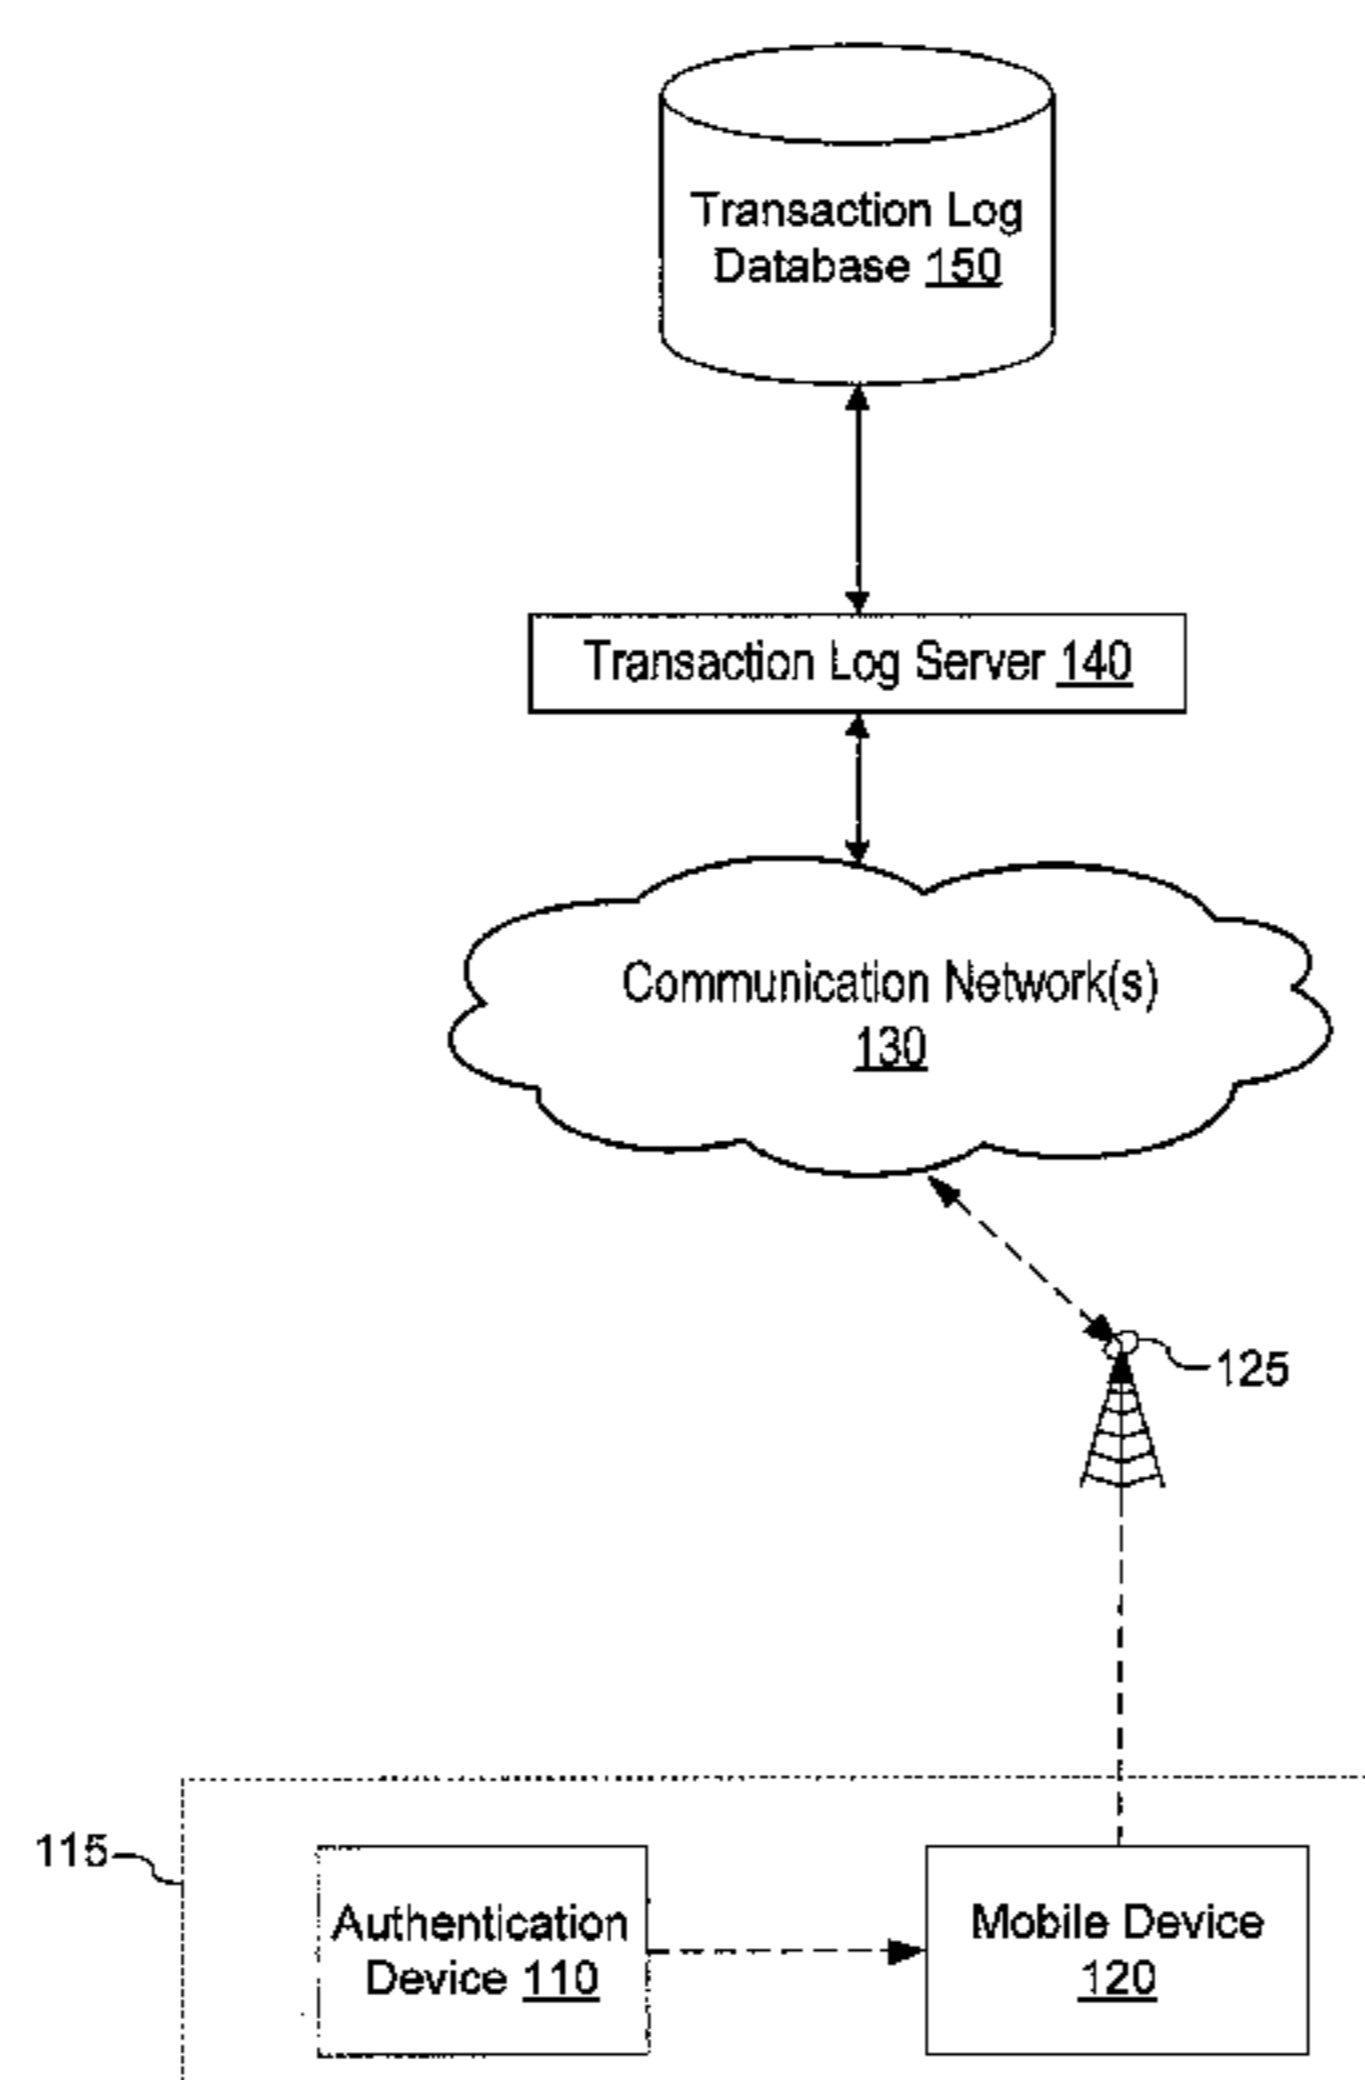 Transaction Log
Database 150
Transaction Log Server 140
Communication Network(s)
130
125
115
Authentication
Device 110
Mobile Device
120